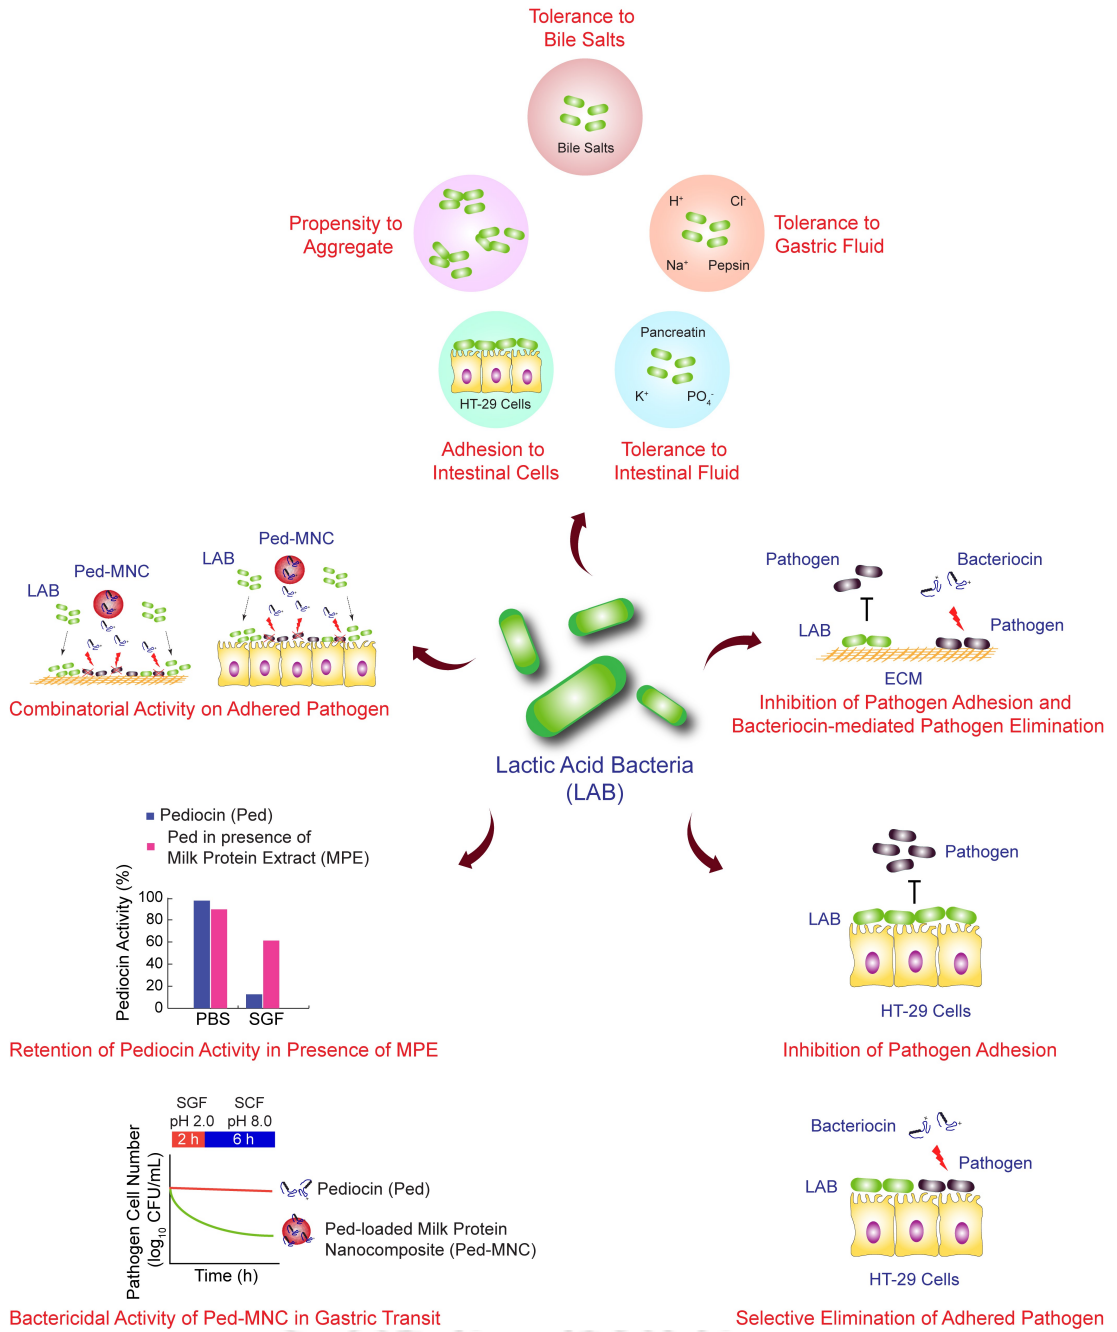 Tolerance to
Bile Salts
Bile Salts
Propensity to
Aggregate
H⁺ Cl⁻
Na⁺ Pepsin
Tolerance to
Gastric Fluid
HT-29 Cells
Adhesion to
Intestinal Cells
Pancreatin
K⁺ PO₄⁻
Tolerance to
Intestinal Fluid
LAB
Ped-MNC
LAB
Ped-MNC
Combinatorial Activity on Adhered Pathogen
Pathogen
Bacteriocin
LAB
Pathogen
ECM
Inhibition of Pathogen Adhesion and
Bacteriocin-mediated Pathogen Elimination
Lactic Acid Bacteria
(LAB)
Pediocin (Ped)
Ped in presence of
Milk Protein Extract (MPE)
Pediocin Activity (%)
100
80
60
40
20
0
PBS SGF
Retention of Pediocin Activity in Presence of MPE
Pathogen
LAB
HT-29 Cells
Inhibition of Pathogen Adhesion
SGF SCF
pH 2.0 pH 8.0
2 h 6 h
Pathogen Cell Number
(log₁₀ CFU/mL)
Time (h)
Pediocin (Ped)
Ped-loaded Milk Protein
Nanocomposite (Ped-MNC)
Bactericidal Activity of Ped-MNC in Gastric Transit
Bacteriocin
Pathogen
LAB
HT-29 Cells
Selective Elimination of Adhered Pathogen